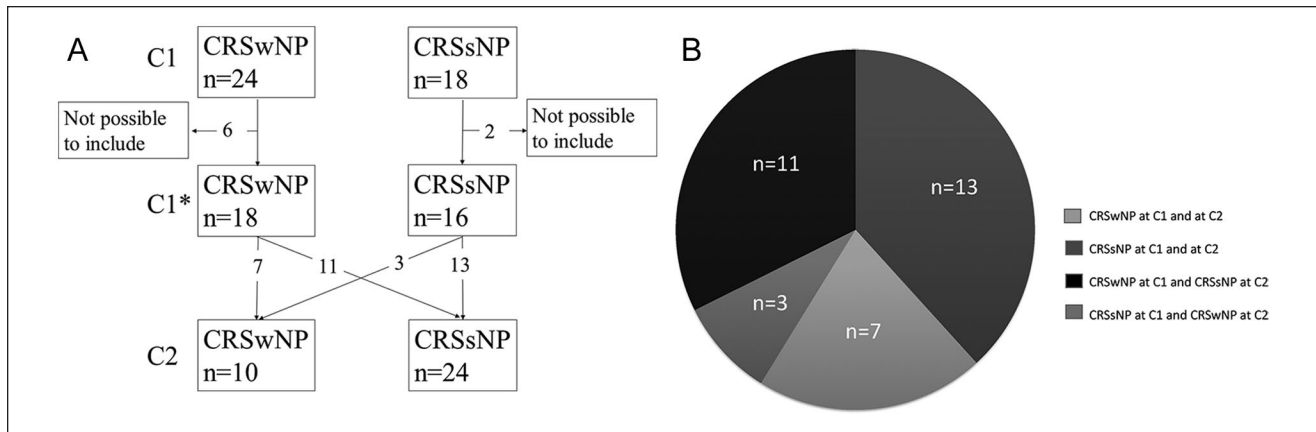 A
C1
CRSwNP
n=24
CRSsNP
n=18
Not possible
to include
6
2
Not possible
to include
C1*
CRSwNP
n=18
CRSsNP
n=16
7
11
3
13
C2
CRSwNP
n=10
CRSsNP
n=24
B
n=11
n=13
n=3
n=7
CRSwNP at C1 and at C2
CRSsNP at C1 and at C2
CRSwNP at C1 and CRSsNP at C2
CRSsNP at C1 and CRSwNP at C2